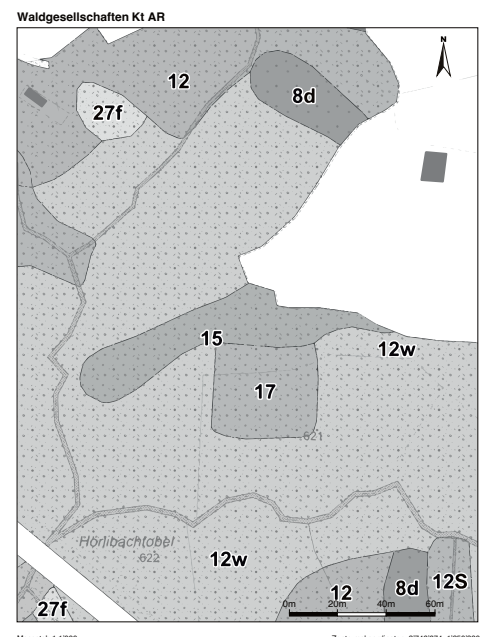 Waldgesellschaften Kt AR
N
12
8d
27f
15
12w
17
621
Hörlibachtobel
622
12w
12
8d
12S
27f
0m 20m 40m 60m